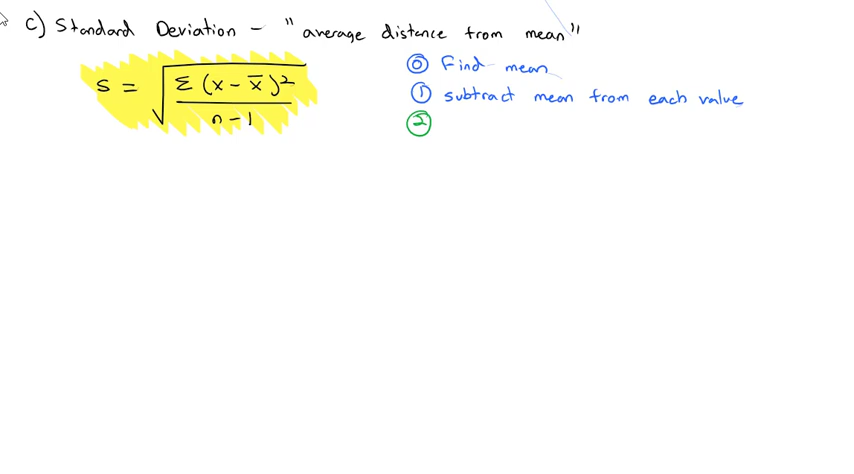 C) Standard Deviation - "average distance from mean"
s = √(Σ(x - x̄)² / (n - 1))
⓪ Find mean
① subtract mean from each value
②